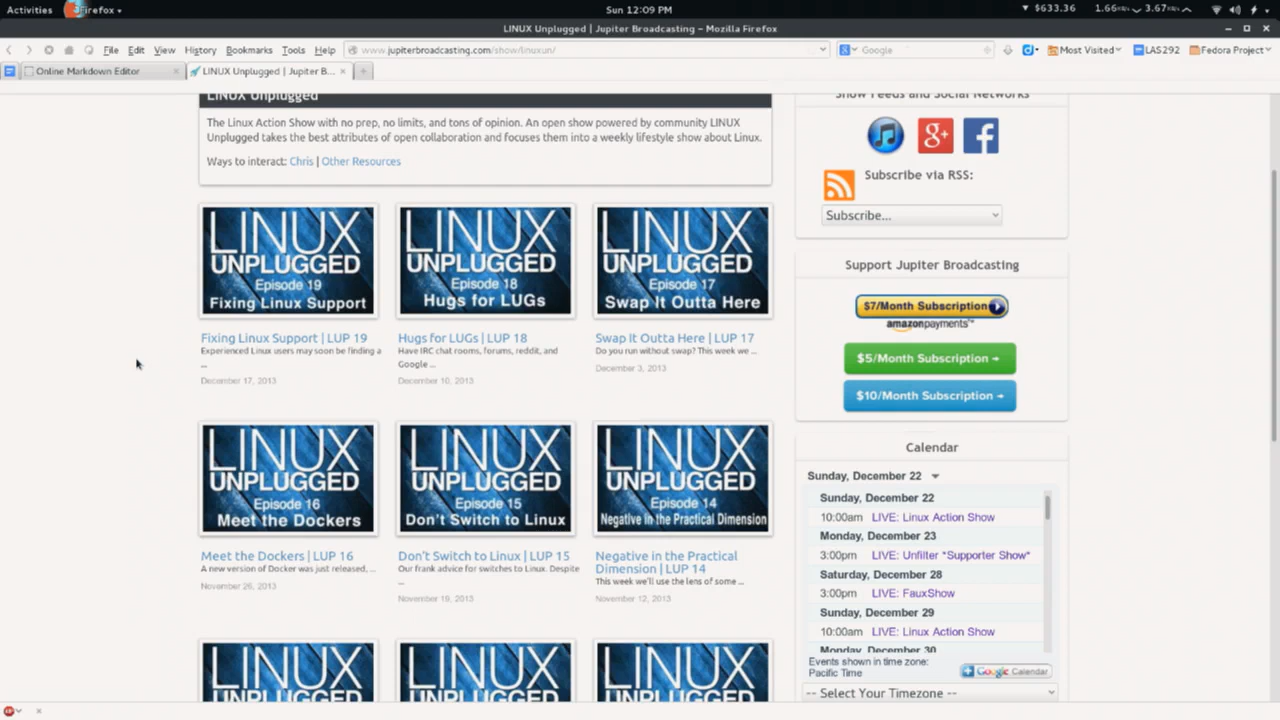 Activities Firefox Sun 12:09 PM $633.36 1.66 3.67
LINUX Unplugged | Jupiter Broadcasting - Mozilla Firefox
File Edit View History Bookmarks Tools Help www.jupiterbroadcasting.com/show/linuxun/ Google Most Visited LAS292 Fedora Project
Online Markdown Editor LINUX Unplugged | Jupiter B...
LINUX Unplugged
The Linux Action Show with no prep, no limits, and tons of opinion. An open show powered by community LINUX
Unplugged takes the best attributes of open collaboration and focuses them into a weekly lifestyle show about Linux.
Ways to interact: Chris | Other Resources
LINUX
UNPLUGGED
Episode 19
Fixing Linux Support
Fixing Linux Support | LUP 19
Experienced Linux users may soon be finding a
...
December 17, 2013
LINUX
UNPLUGGED
Episode 18
Hugs for LUGs
Hugs for LUGs | LUP 18
Have IRC chat rooms, forums, reddit, and
Google ...
December 10, 2013
LINUX
UNPLUGGED
Episode 17
Swap It Outta Here
Swap It Outta Here | LUP 17
Do you run without swap? This week we ...
December 3, 2013
LINUX
UNPLUGGED
Episode 16
Meet the Dockers
Meet the Dockers | LUP 16
A new version of Docker was just released, ...
November 26, 2013
LINUX
UNPLUGGED
Episode 15
Don't Switch to Linux
Don't Switch to Linux | LUP 15
Our frank advice for switches to Linux. Despite
...
November 19, 2013
LINUX
UNPLUGGED
Episode 14
Negative in the Practical Dimension
Negative in the Practical
Dimension | LUP 14
This week we'll use the lens of some ...
November 12, 2013
LINUX
LINUX
LINUX
Show Feeds and Social Networks
g+ f
Subscribe via RSS:
Subscribe...
Support Jupiter Broadcasting
$7/Month Subscription
amazonpayments™
$5/Month Subscription →
$10/Month Subscription →
Calendar
Sunday, December 22
Sunday, December 22
10:00am LIVE: Linux Action Show
Monday, December 23
3:00pm LIVE: Unfilter *Supporter Show*
Saturday, December 28
3:00pm LIVE: FauxShow
Sunday, December 29
10:00am LIVE: Linux Action Show
Monday, December 30
Events shown in time zone:
Pacific Time
Google Calendar
-- Select Your Timezone --